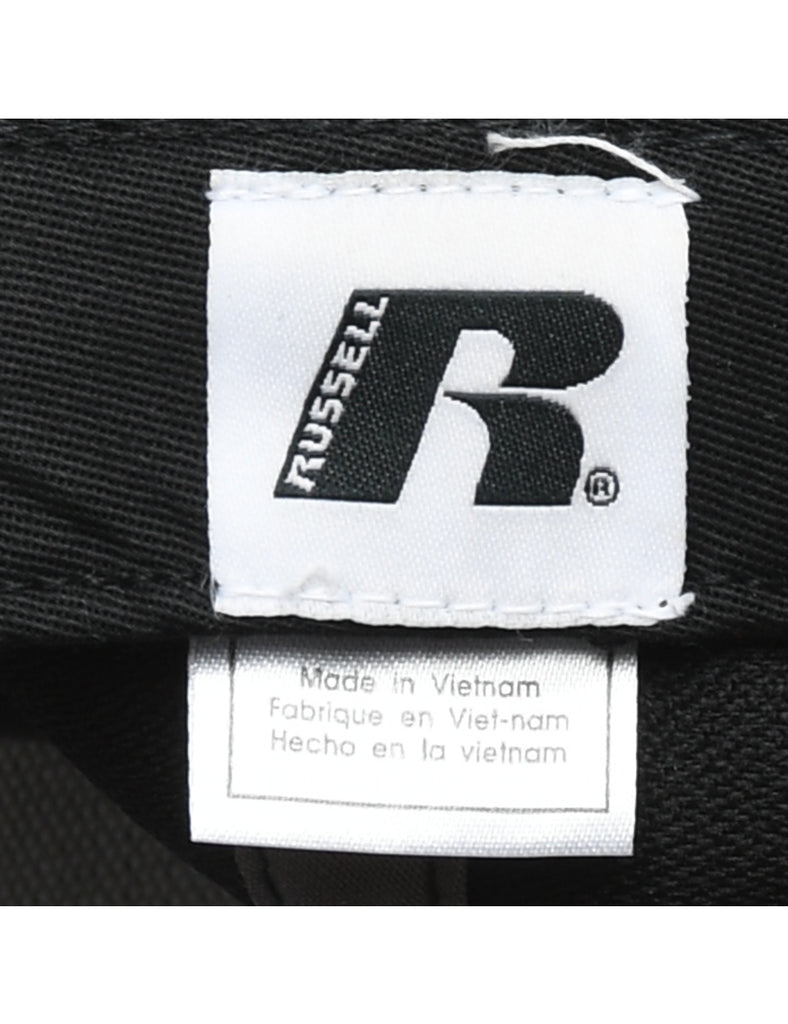 RUSSELL
R
®
Made in Vietnam
Fabrique en Viet-nam
Hecho en la vietnam